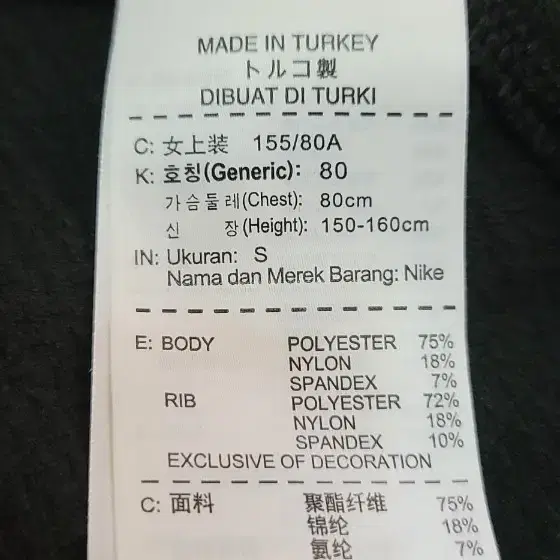 MADE IN TURKEY
トルコ製
DIBUAT DI TURKI
C: 女上装 155/80A
K: 호칭(Generic): 80
가슴둘레(Chest): 80cm
신 장(Height): 150-160cm
IN: Ukuran: S
Nama dan Merek Barang: Nike
E: BODY POLYESTER 75%
NYLON 18%
SPANDEX 7%
RIB POLYESTER 72%
NYLON 18%
SPANDEX 10%
EXCLUSIVE OF DECORATION
C: 面料 聚酯纤维 75%
锦纶 18%
氨纶 7%